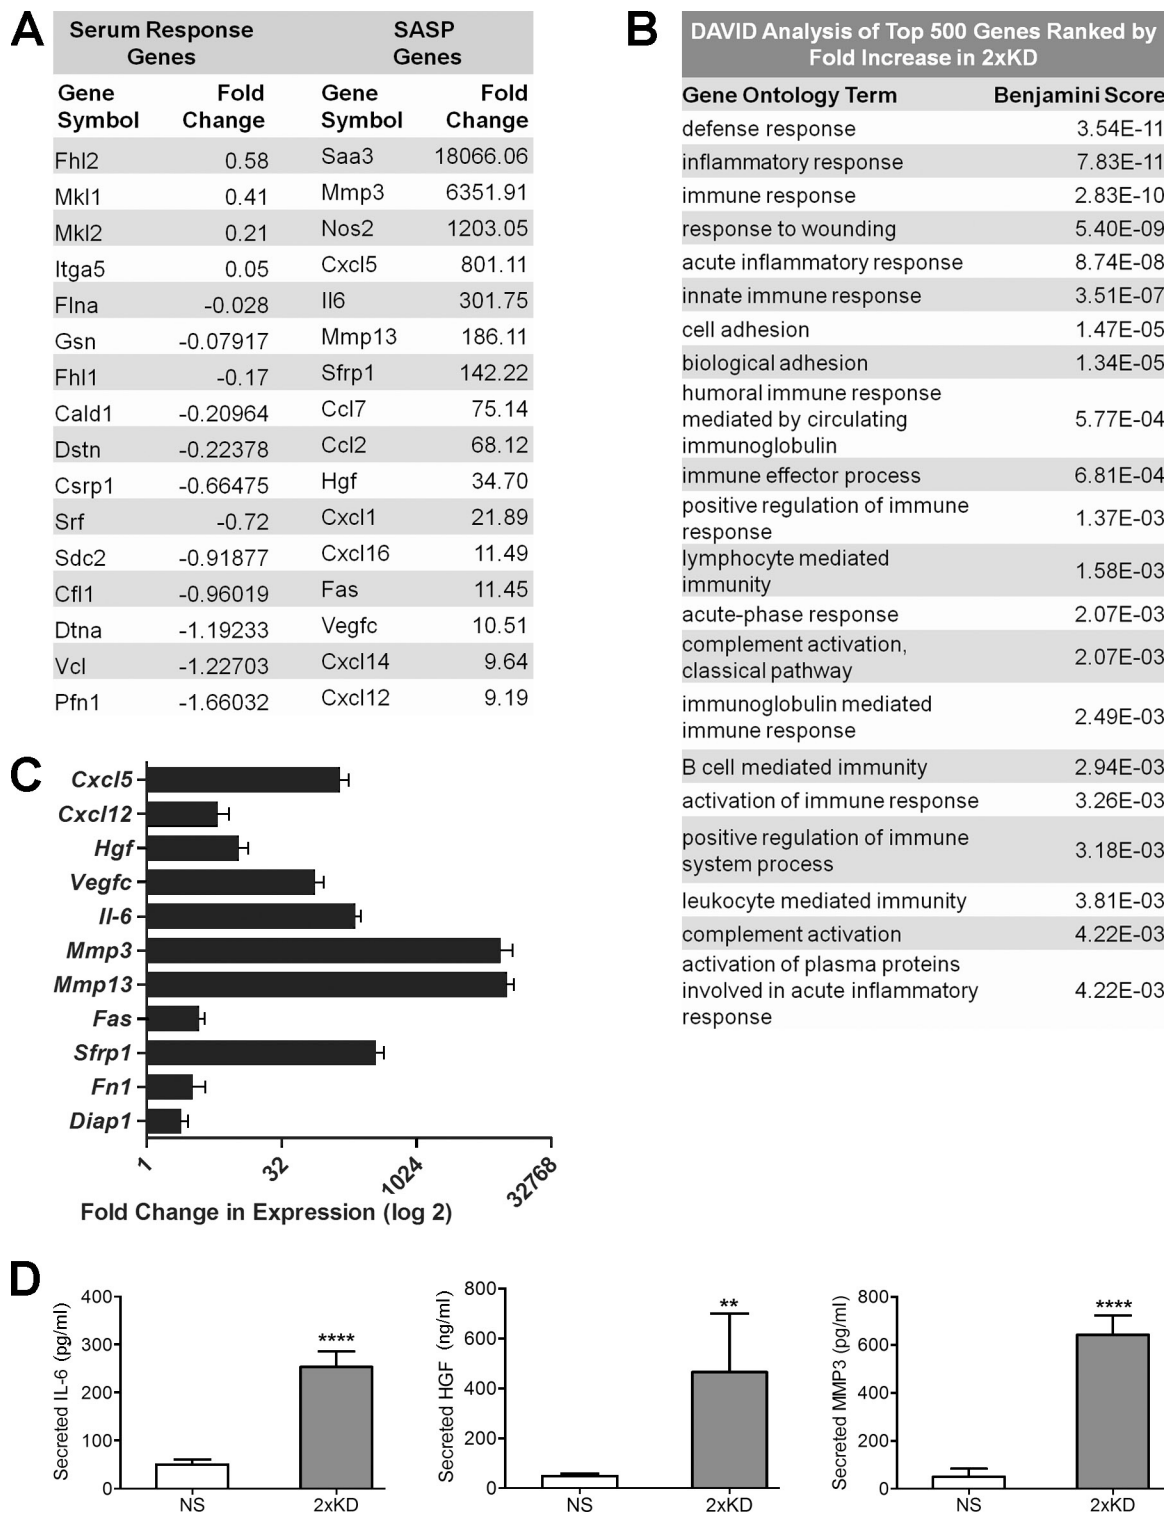 A
Serum Response Genes SASP Genes
Gene Symbol Fold Change Gene Symbol Fold Change
Fhl2 0.58 Saa3 18066.06
Mkl1 0.41 Mmp3 6351.91
Mkl2 0.21 Nos2 1203.05
Itga5 0.05 Cxcl5 801.11
Flna -0.028 Il6 301.75
Gsn -0.07917 Mmp13 186.11
Fhl1 -0.17 Sfrp1 142.22
Cald1 -0.20964 Ccl7 75.14
Dstn -0.22378 Ccl2 68.12
Csrp1 -0.66475 Hgf 34.70
Srf -0.72 Cxcl1 21.89
Sdc2 -0.91877 Cxcl16 11.49
Cfl1 -0.96019 Fas 11.45
Dtna -1.19233 Vegfc 10.51
Vcl -1.22703 Cxcl14 9.64
Pfn1 -1.66032 Cxcl12 9.19
B
DAVID Analysis of Top 500 Genes Ranked by
Fold Increase in 2xKD
Gene Ontology Term Benjamini Score
defense response 3.54E-11
inflammatory response 7.83E-11
immune response 2.83E-10
response to wounding 5.40E-09
acute inflammatory response 8.74E-08
innate immune response 3.51E-07
cell adhesion 1.47E-05
biological adhesion 1.34E-05
humoral immune response
mediated by circulating 5.77E-04
immunoglobulin
immune effector process 6.81E-04
positive regulation of immune
response 1.37E-03
lymphocyte mediated
immunity 1.58E-03
acute-phase response 2.07E-03
complement activation,
classical pathway 2.07E-03
immunoglobulin mediated
immune response 2.49E-03
B cell mediated immunity 2.94E-03
activation of immune response 3.26E-03
positive regulation of immune
system process 3.18E-03
leukocyte mediated immunity 3.81E-03
complement activation 4.22E-03
activation of plasma proteins
involved in acute inflammatory 4.22E-03
response
C
Cxcl5
Cxcl12
Hgf
Vegfc
Il-6
Mmp3
Mmp13
Fas
Sfrp1
Fn1
Diap1
1 32 1024 32768
Fold Change in Expression (log 2)
D
Secreted IL-6 (pg/ml)
400
300
200
100
0
****
NS 2xKD
Secreted HGF (ng/ml)
800
600
400
200
0
**
NS 2xKD
Secreted MMP3 (pg/ml)
800
600
400
200
0
****
NS 2xKD